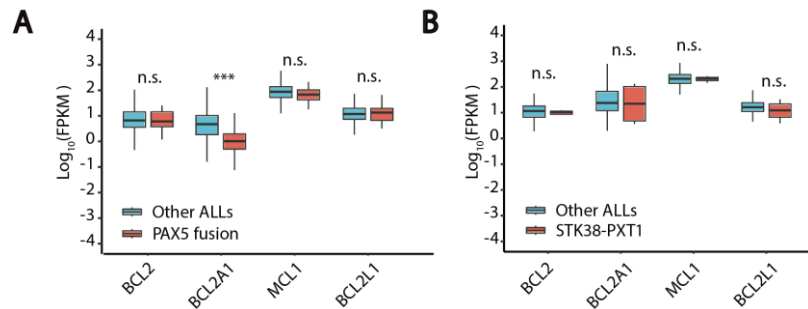 A
Log10(FPKM)
4
3
2
1
0
-1
-2
-3
-4
n.s.
***
n.s.
n.s.
Other ALLs
PAX5 fusion
BCL2
BCL2A1
MCL1
BCL2L1
B
Log10(FPKM)
4
3
2
1
0
-1
-2
-3
-4
n.s.
n.s.
n.s.
n.s.
Other ALLs
STK38-PXT1
BCL2
BCL2A1
MCL1
BCL2L1